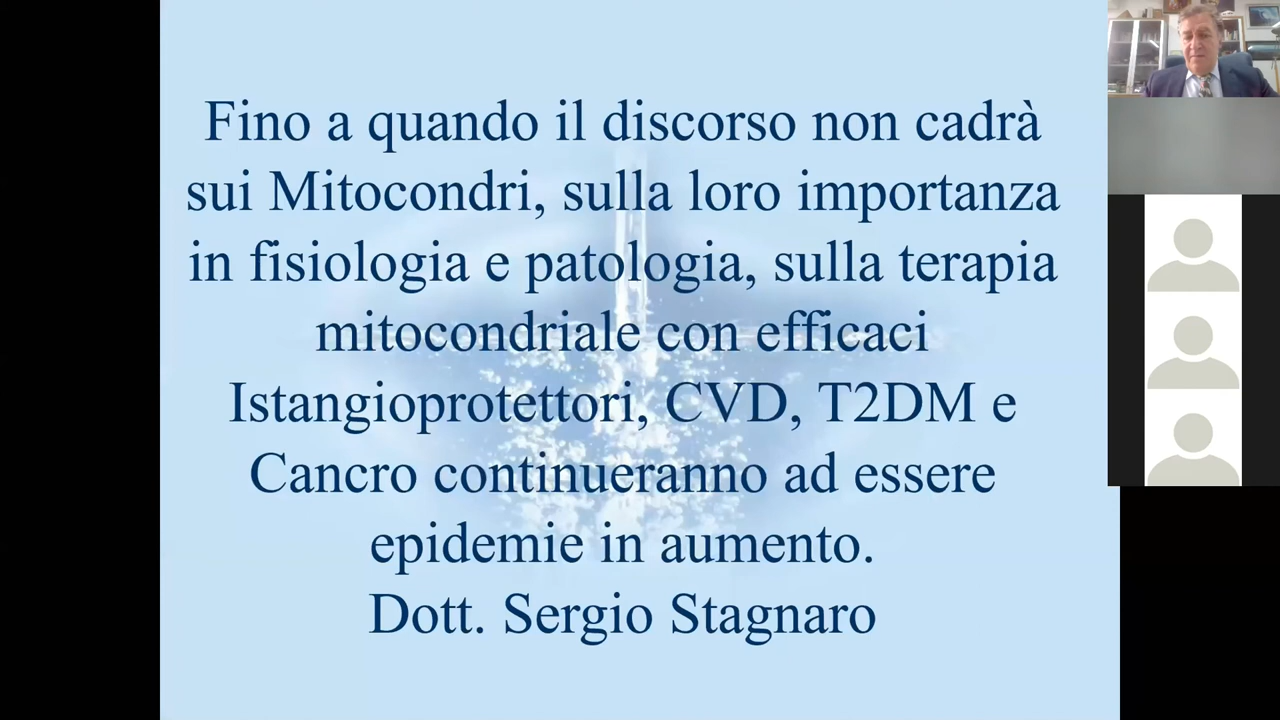 Fino a quando il discorso non cadrà
sui Mitocondri, sulla loro importanza
in fisiologia e patologia, sulla terapia
mitocondriale con efficaci
Istangioprotettori, CVD, T2DM e
Cancro continueranno ad essere
epidemie in aumento.
Dott. Sergio Stagnaro